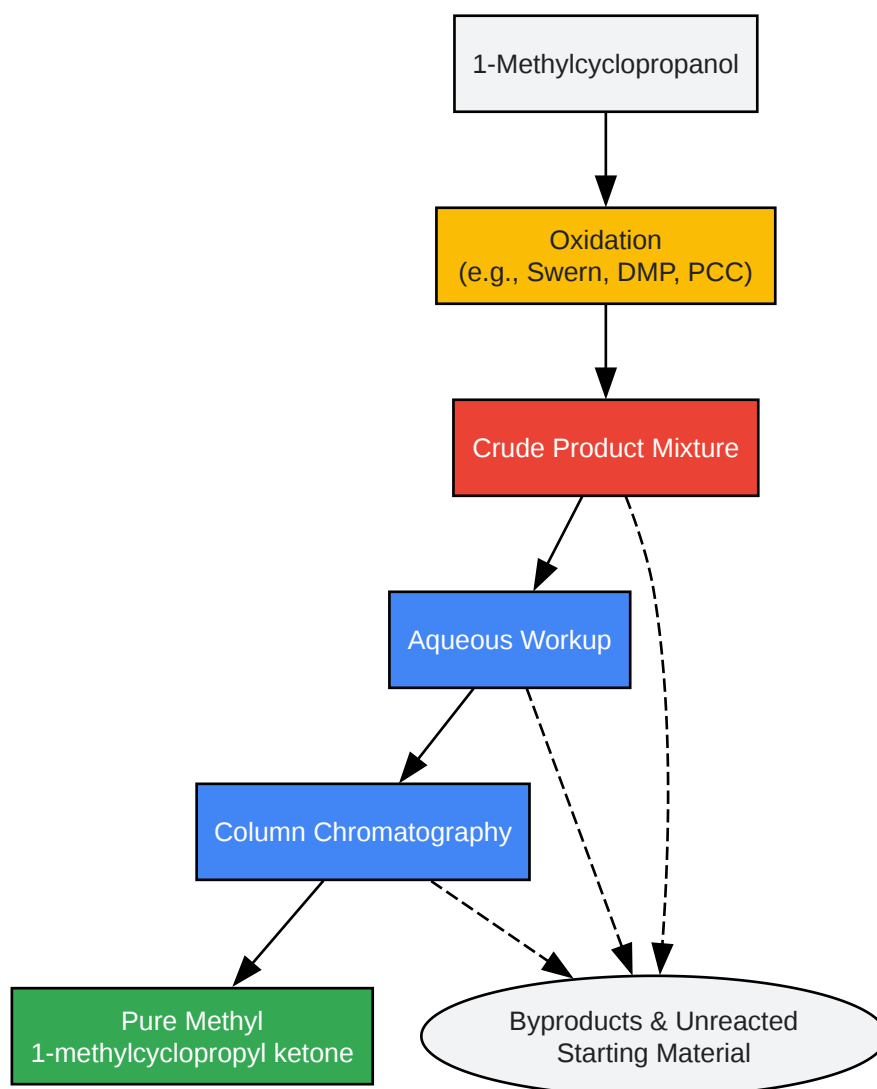 1-Methylcyclopropanol
Oxidation
(e.g., Swern, DMP, PCC)
Crude Product Mixture
Aqueous Workup
Column Chromatography
Pure Methyl
1-methylcyclopropyl ketone
Byproducts & Unreacted
Starting Material